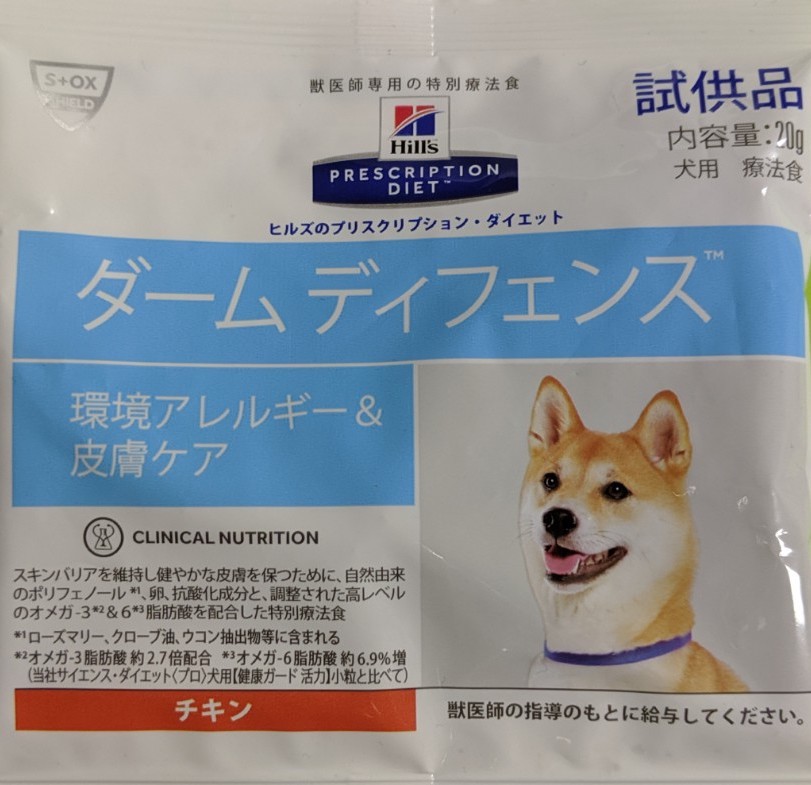 S+OX
SHIELD
獣医師専用の特別療法食
Hill's
PRESCRIPTION
DIET™
ヒルズのプリスクリプション・ダイエット
試供品
内容量:20g
犬用 療法食
ダーム ディフェンス™
環境アレルギー&
皮膚ケア
CLINICAL NUTRITION
スキンバリアを維持し健やかな皮膚を保つために、自然由来
のポリフェノール*1、卵、抗酸化成分と、調整された高レベル
のオメガ-3*2&6*3脂肪酸を配合した特別療法食
*1ローズマリー、クローブ油、ウコン抽出物等に含まれる
*2オメガ-3脂肪酸 約2.7倍配合 *3オメガ-6脂肪酸 約6.9%増
(当社サイエンス・ダイエット〈プロ〉犬用【健康ガード 活力】小粒と比べて)
チキン
獣医師の指導のもとに給与してください。